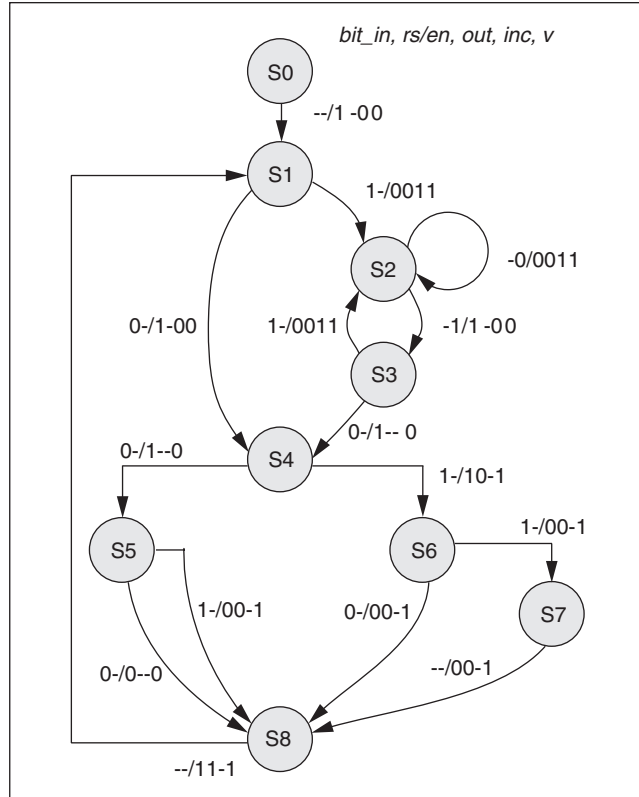 bit_in, rs/en, out, inc, v
S0
--/1 -00
S1
1-/0011
S2
-0/0011
0-/1-00
1-/0011
-1/1 -00
S3
0-/1-- 0
S4
0-/1--0
1-/10-1
S5
S6
1-/00-1
1-/00-1
0-/00-1
S7
0-/0--0
--/00-1
S8
--/11-1